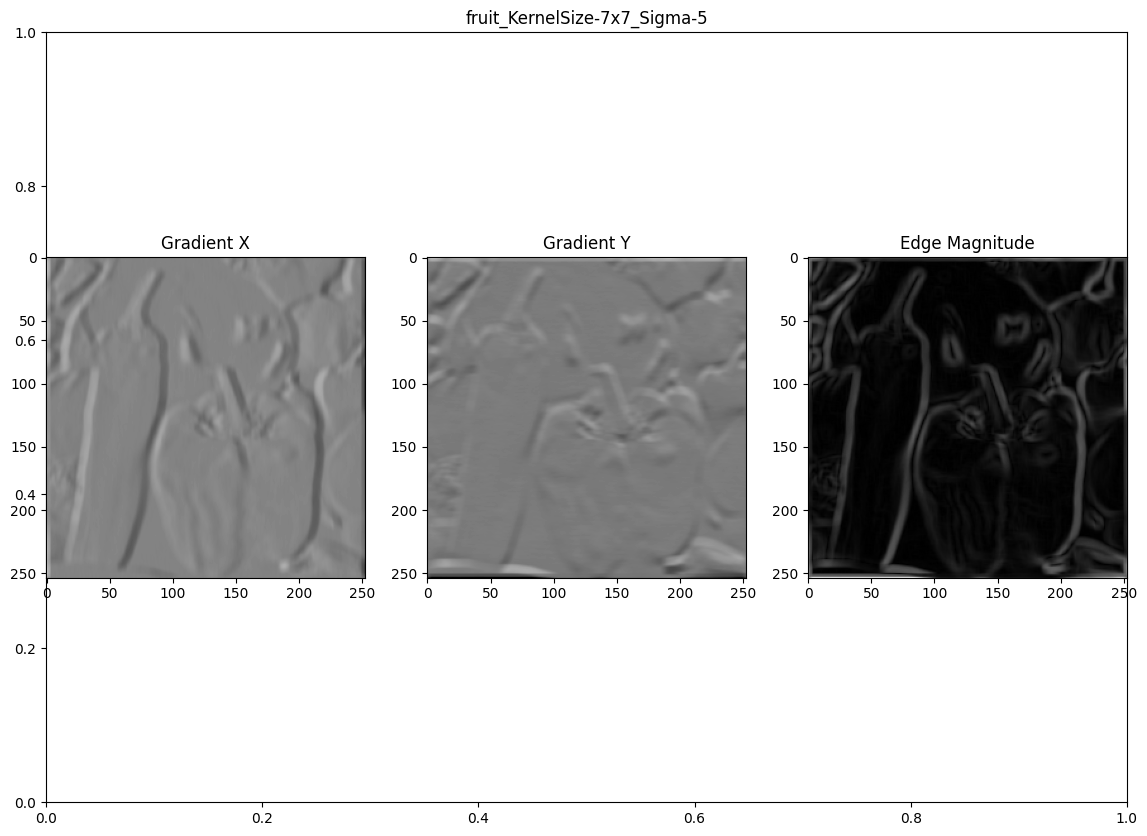 fruit_KernelSize-7x7_Sigma-5
1.0
0.8
Gradient X Gradient Y Edge Magnitude
0 0 0
50 50 50
0.6
100 100 100
150 150 150
0.4
200 200 200
250 250 250
0 50 100 150 200 250 0 50 100 150 200 250 0 50 100 150 200 250
0.2
0.0
0.0 0.2 0.4 0.6 0.8 1.0